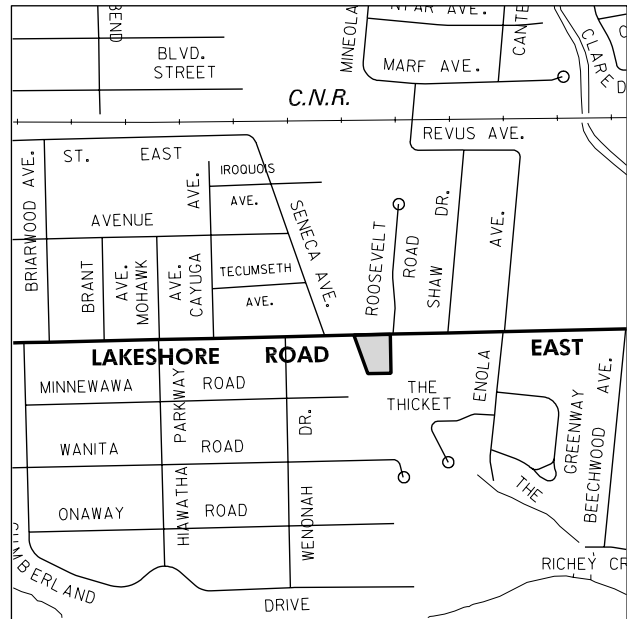 BEND
MINEOLA
AVE.
CANTE
CLARE
D
BLVD.
STREET
MARF AVE.
C.N.R.
REVUS AVE.
ST. EAST
BRIARWOOD AVE.
AVE.
IROQUOIS
AVE.
SENECA AVE.
AVENUE
ROOSEVELT
ROAD
SHAW DR.
AVE.
BRANT
AVE.
MOHAWK
AVE.
CAYUGA
TECUMSETH
AVE.
LAKESHORE ROAD EAST
MINNEWAWA ROAD
PARKWAY
DR.
THE
THICKET
ENOLA
GREENWAY
BEECHWOOD AVE.
WANITA ROAD
THE
ONAWAY ROAD
HIAWATHA
WENONAH
CUMBERLAND
DRIVE
RICHEY CR